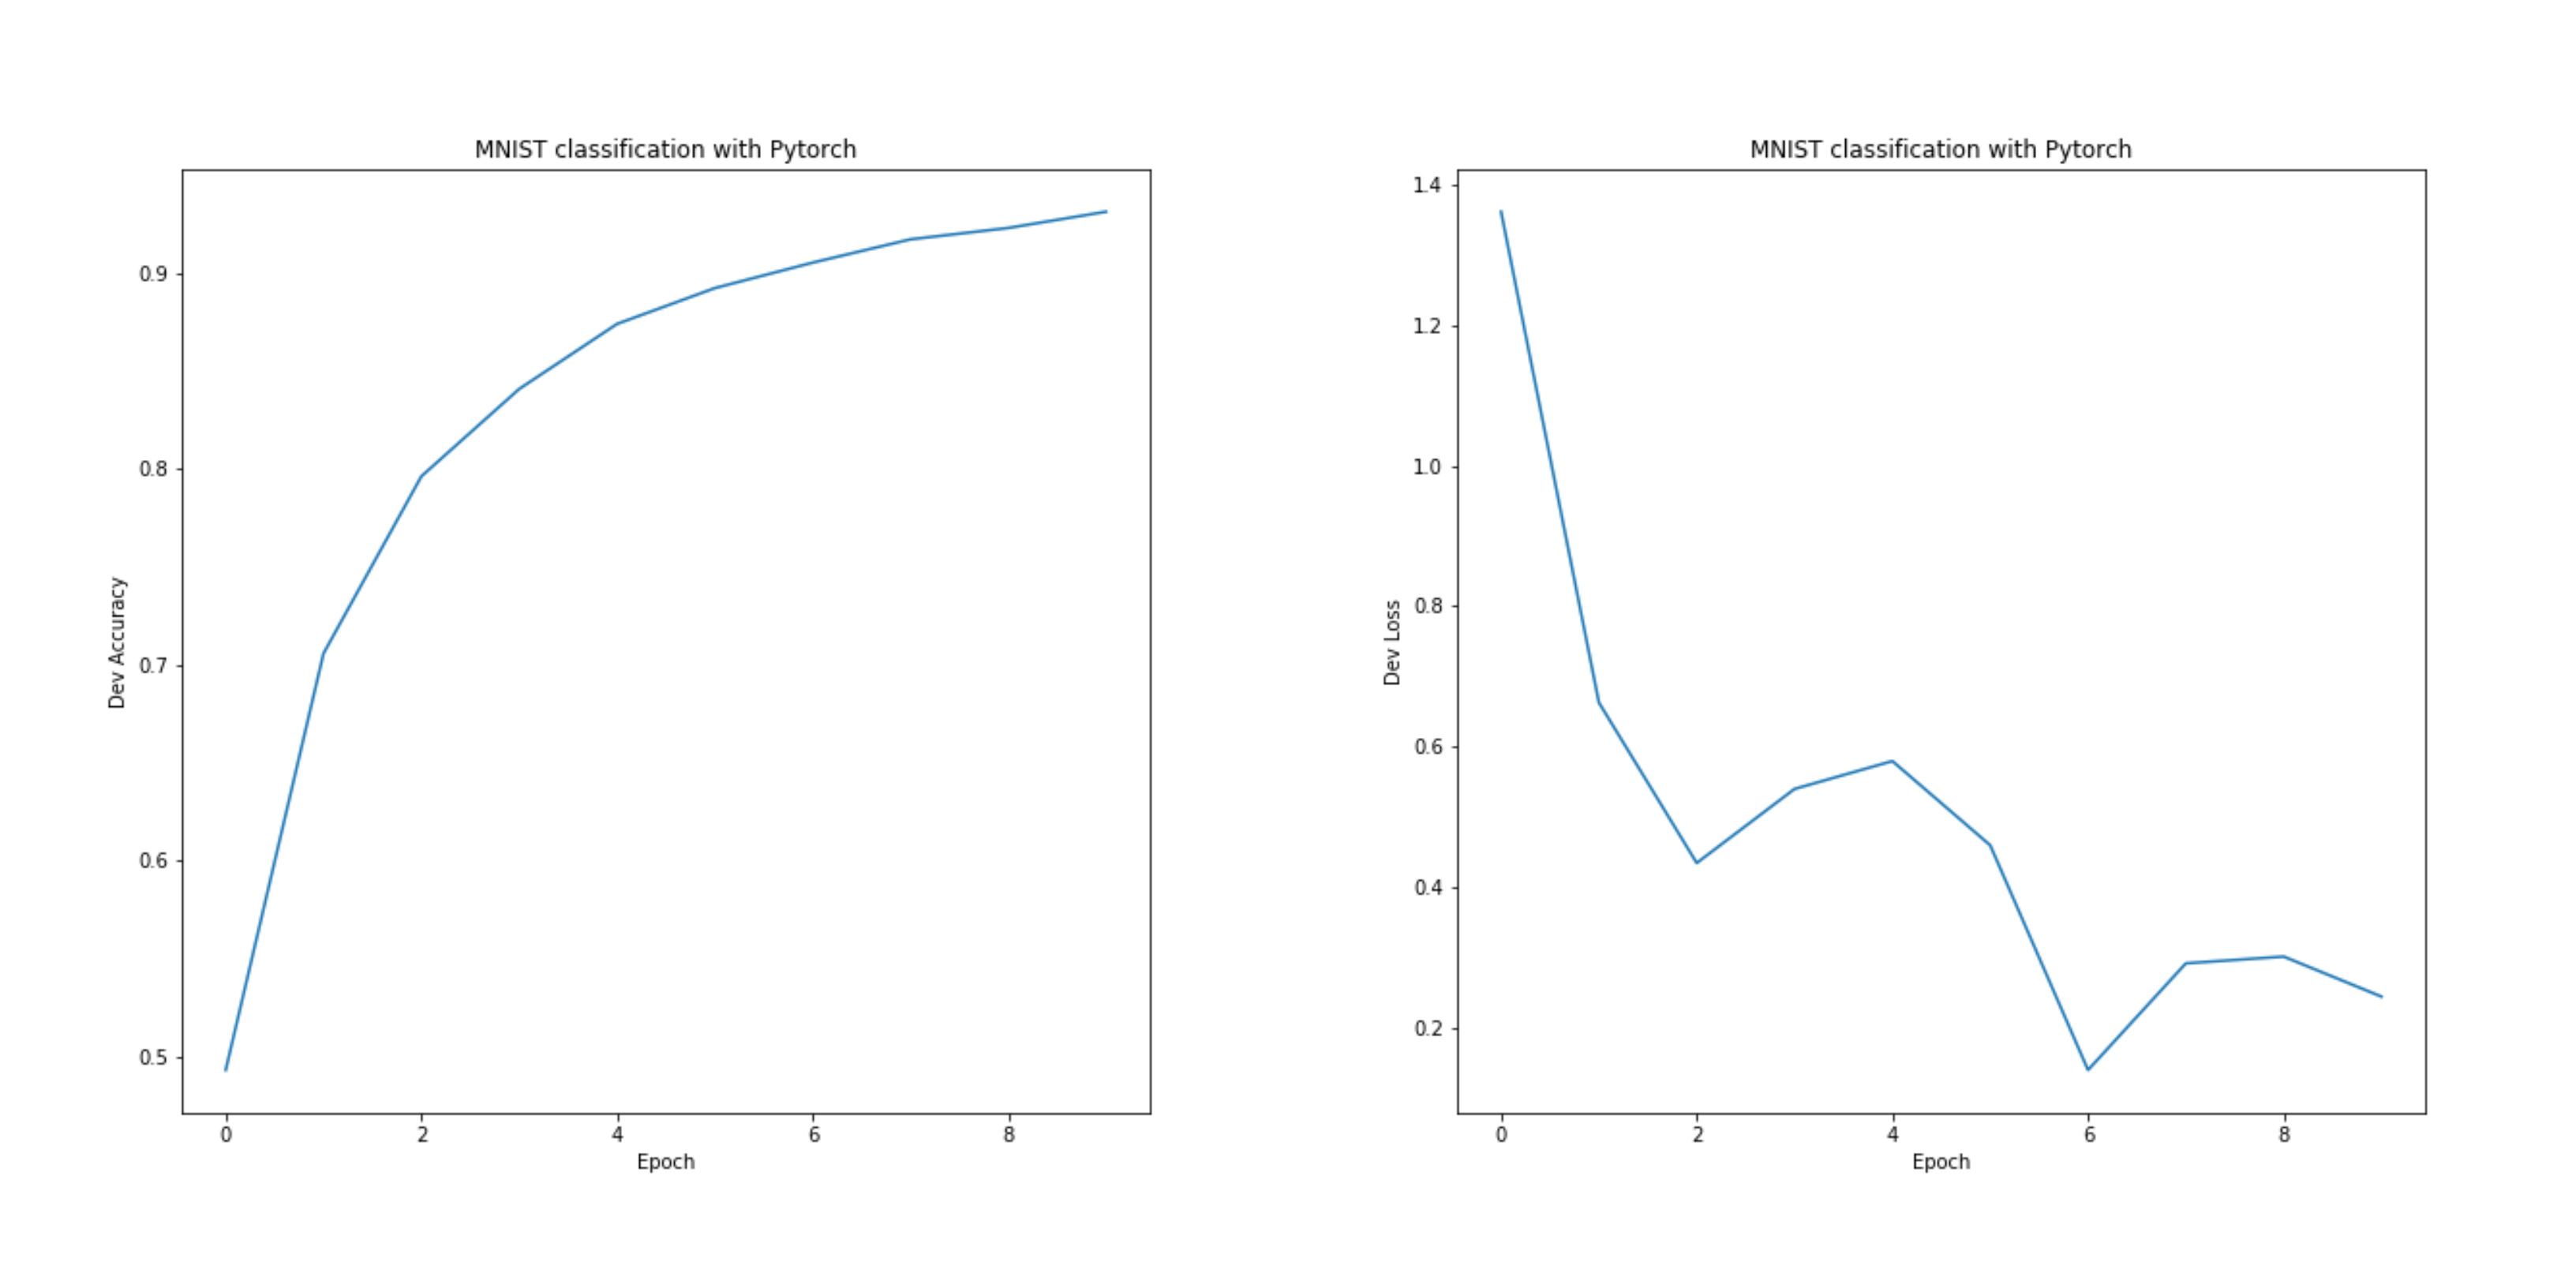 MNIST classification with Pytorch
0.9
0.8
0.7
0.6
0.5
Dev Accuracy
0 2 4 6 8
Epoch
MNIST classification with Pytorch
1.4
1.2
1.0
0.8
0.6
0.4
0.2
Dev Loss
0 2 4 6 8
Epoch